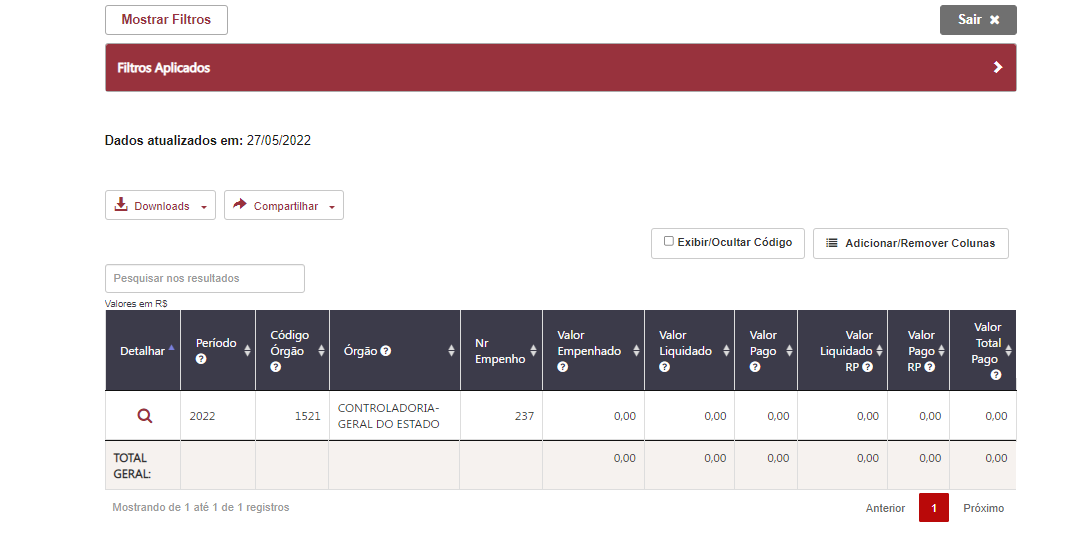 Mostrar Filtros
Sair ✖
Filtros Aplicados
Dados atualizados em: 27/05/2022
Downloads
Compartilhar
Exibir/Ocultar Código
Adicionar/Remover Colunas
Pesquisar nos resultados
Valores em R$
Detalhar
Período
Código
Órgão
Órgão
Nr
Empenho
Valor
Empenhado
Valor
Liquidado
Valor
Pago
Valor
Liquidado
RP
Valor
Pago
RP
Valor
Total
Pago
2022
1521
CONTROLADORIA-
GERAL DO ESTADO
237
0,00
0,00
0,00
0,00
0,00
0,00
TOTAL
GERAL:
0,00
0,00
0,00
0,00
0,00
0,00
Mostrando de 1 até 1 de 1 registros
Anterior
1
Próximo